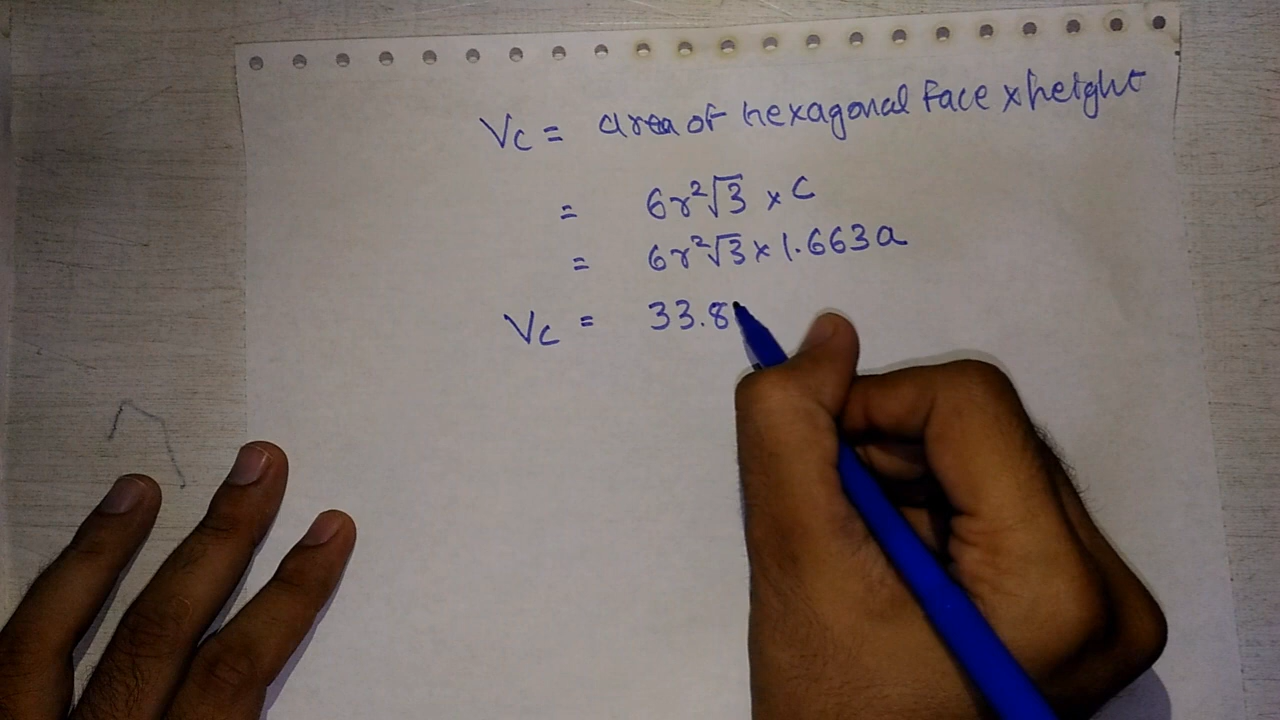 Vc = area of hexagonal face x height
= 6r²√3 × C
= 6r²√3 × 1.663a
Vc = 33.8